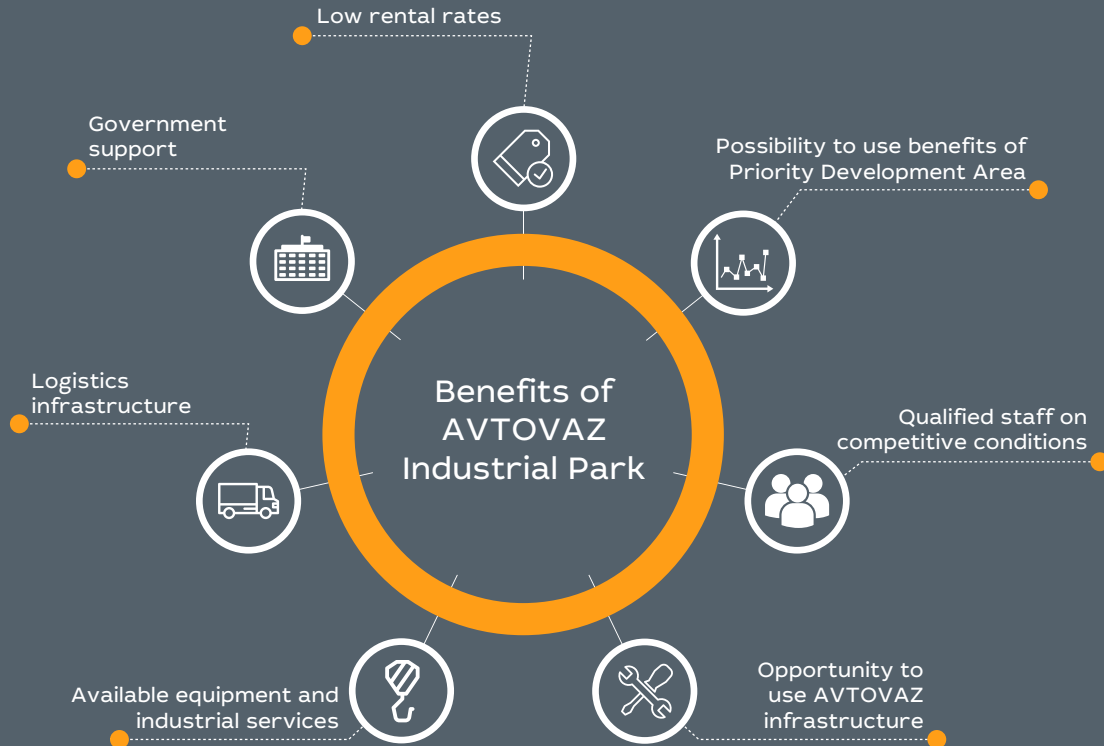 Low rental rates
Government
support
Possibility to use benefits of
Priority Development Area
Logistics
infrastructure
Benefits of
AVTOVAZ
Industrial Park
Qualified staff on
competitive conditions
Available equipment and
industrial services
Opportunity to
use AVTOVAZ
infrastructure